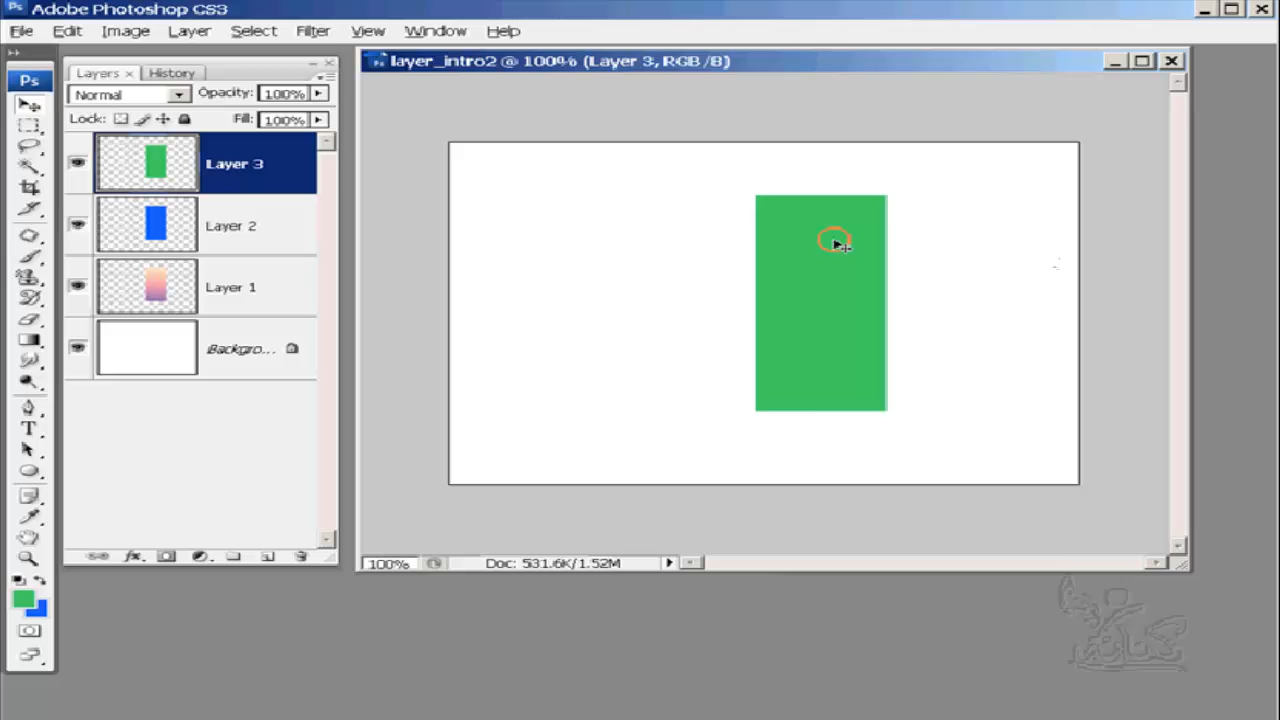 Adobe Photoshop CS3
File Edit Image Layer Select Filter View Window Help
Ps
Layers × History
Normal Opacity: 100%
Lock: Fill: 100%
Layer 3
Layer 2
Layer 1
Backgro...
layer_intro2 @ 100% (Layer 3, RGB/8)
100% Doc: 531.6K/1.52M